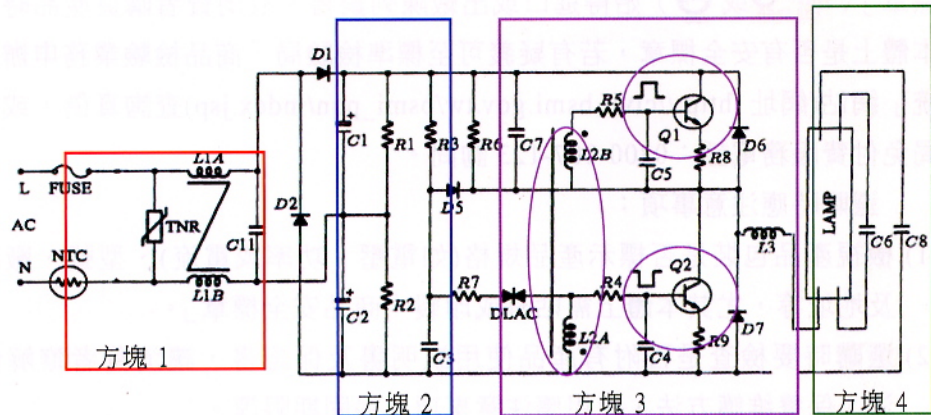 D1
R5
Q1
C1
R1
R3
R6
C7
L2B
C5
R8
D6
L
FUSE
L1A
AC
TNR
C11
D2
D5
L3
LAMP
C6
C8
N
NTC
L1B
C2
R2
R7
DLAC
R4
Q2
L2A
C4
R9
D7
方塊 1
方塊 2
方塊 3
方塊 4